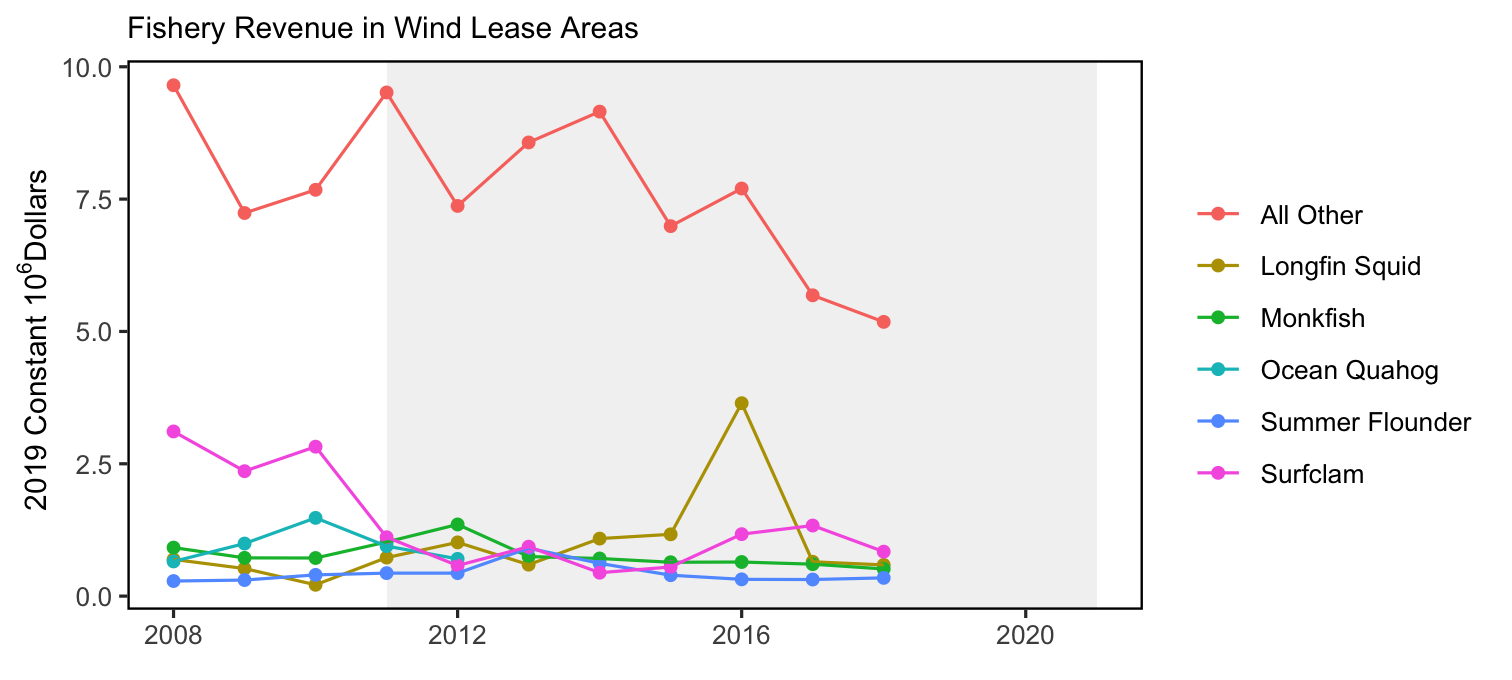 Fishery Revenue in Wind Lease Areas
2019 Constant 10⁶Dollars
10.0
7.5
5.0
2.5
0.0
2008 2012 2016 2020
All Other
Longfin Squid
Monkfish
Ocean Quahog
Summer Flounder
Surfclam